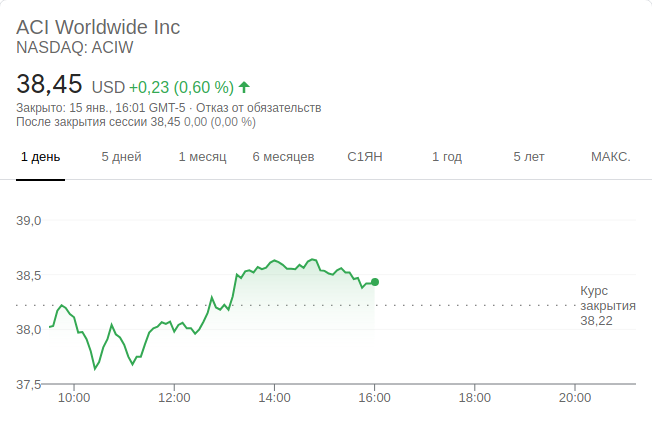 ACI Worldwide Inc
NASDAQ: ACIW
38,45 USD +0,23 (0,60 %)
Закрыто: 15 янв., 16:01 GMT-5 · Отказ от обязательств
После закрытия сессии 38,45 0,00 (0,00 %)
1 день 5 дней 1 месяц 6 месяцев С1ЯН 1 год 5 лет МАКС.
39,0
38,5
Курс
закрытия
38,22
38,0
37,5
10:00 12:00 14:00 16:00 18:00 20:00